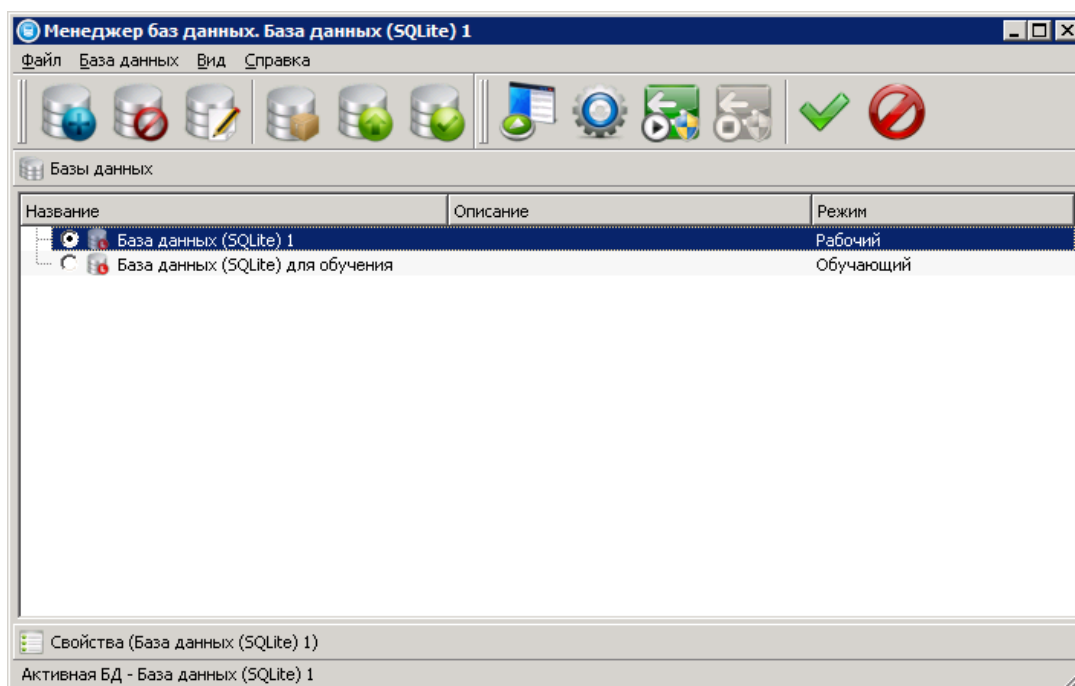 Менеджер баз данных. База данных (SQLite) 1
Файл База данных Вид Справка
Базы данных
Название Описание Режим
База данных (SQLite) 1 Рабочий
База данных (SQLite) для обучения Обучающий
Свойства (База данных (SQLite) 1)
Активная БД - База данных (SQLite) 1